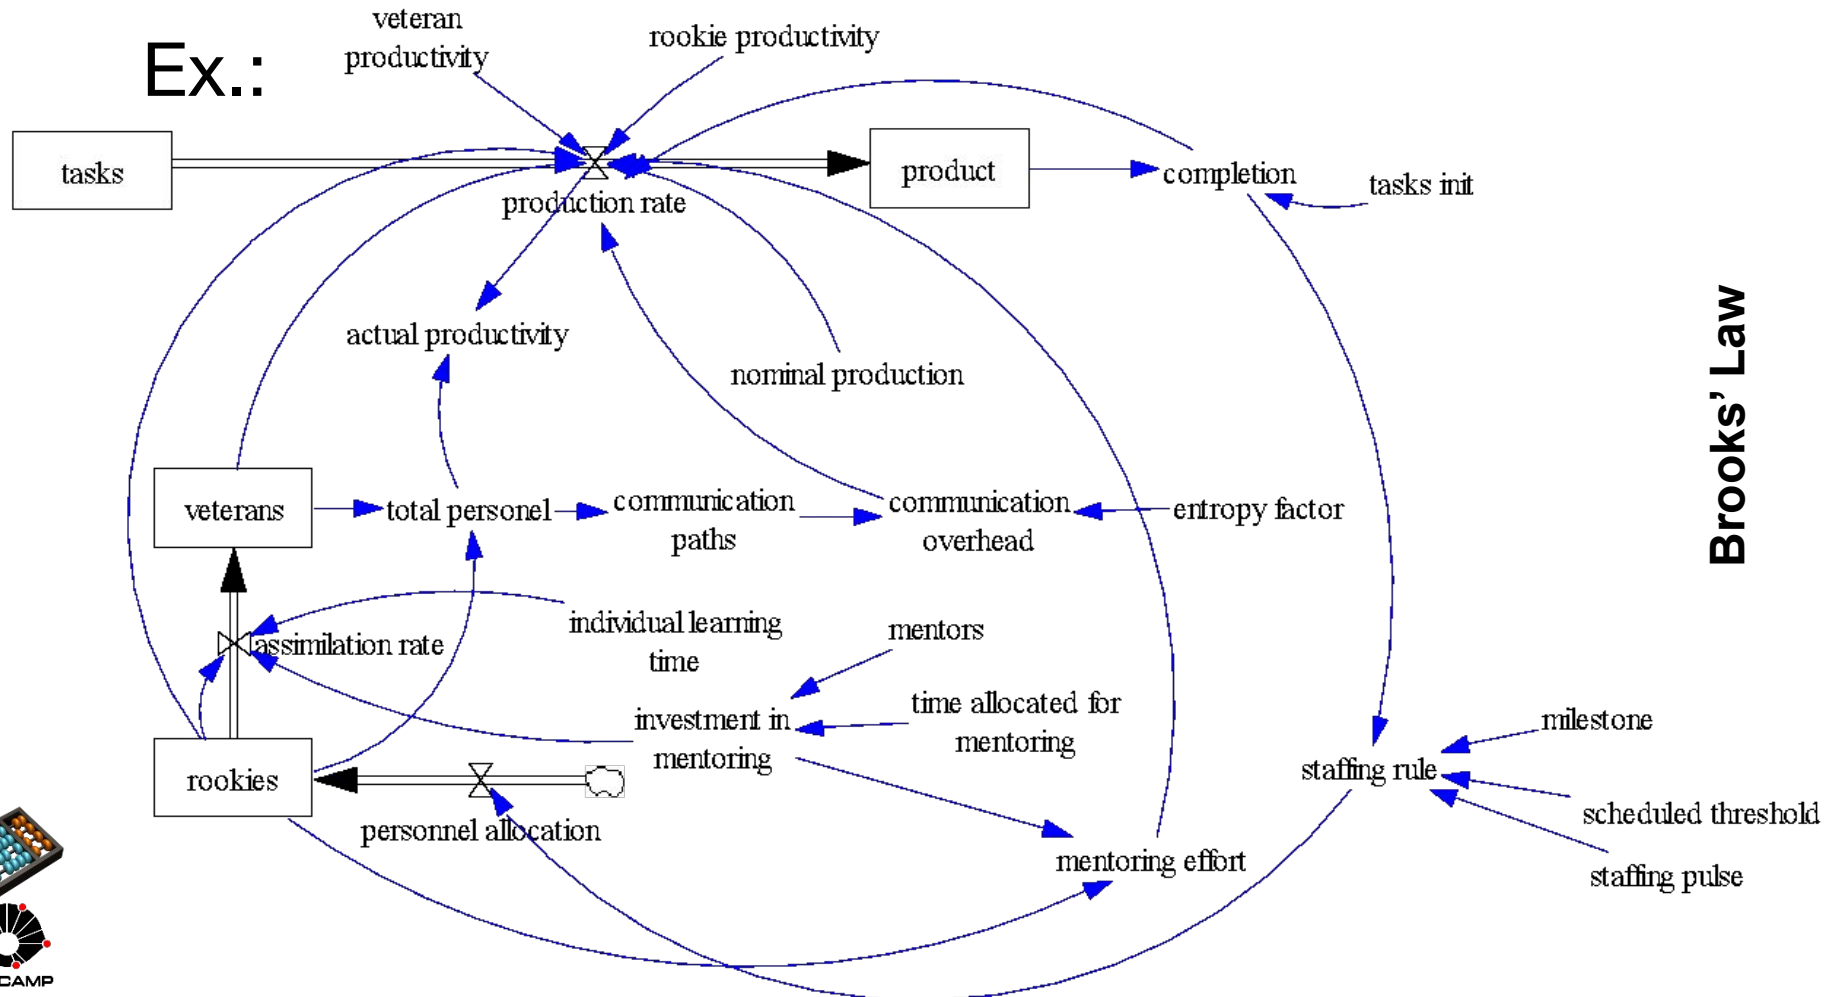 Ex.:
veteran
productivity
rookie productivity
tasks
product
completion
tasks init
production rate
actual productivity
nominal production
Brooks' Law
veterans
total personel
communication
paths
communication
overhead
entropy factor
individual learning
time
mentors
assimilation rate
investment in
mentoring
time allocated for
mentoring
milestone
rookies
staffing rule
scheduled threshold
personnel allocation
mentoring effort
staffing pulse
CAMP